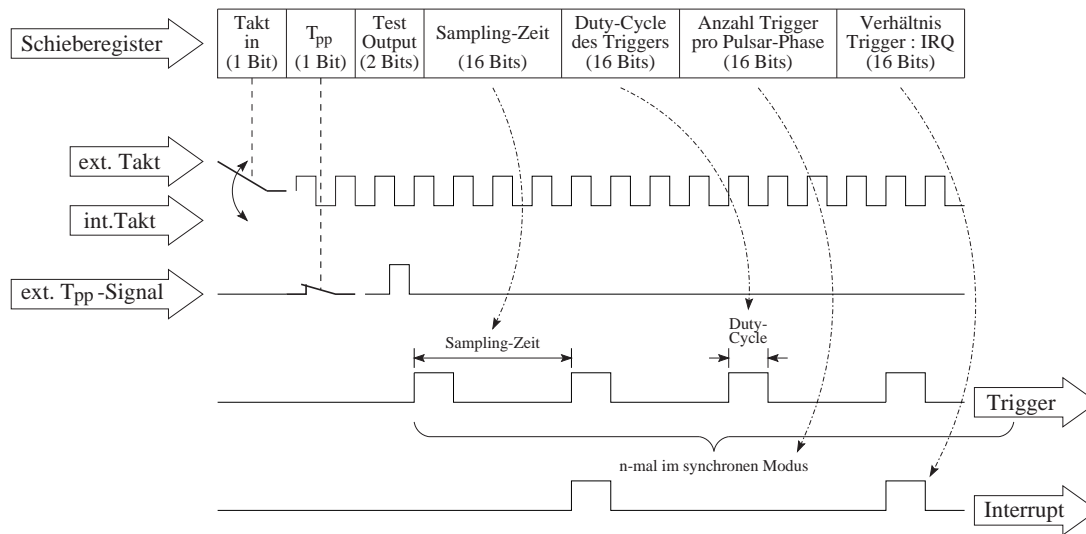 Schieberegister
Takt
in
(1 Bit)
Tpp
(1 Bit)
Test
Output
(2 Bits)
Sampling-Zeit
(16 Bits)
Duty-Cycle
des Triggers
(16 Bits)
Anzahl Trigger
pro Pulsar-Phase
(16 Bits)
Verhältnis
Trigger : IRQ
(16 Bits)
ext. Takt
int.Takt
ext. Tpp -Signal
Sampling-Zeit
Duty-
Cycle
Trigger
n-mal im synchronen Modus
Interrupt